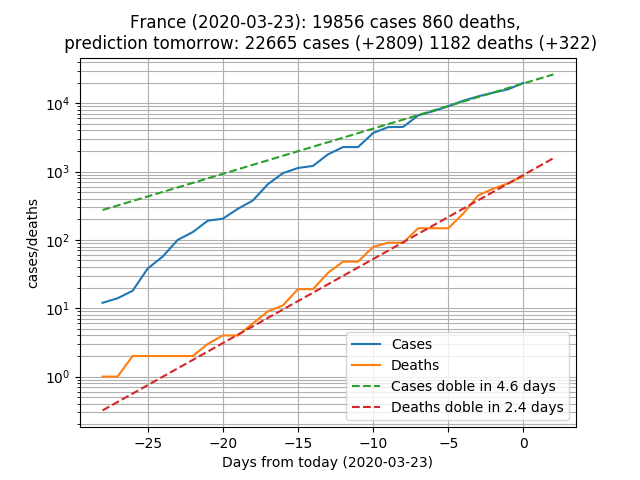 France (2020-03-23): 19856 cases 860 deaths,
prediction tomorrow: 22665 cases (+2809) 1182 deaths (+322)
10⁴
10³
10²
10¹
10⁰
cases/deaths
Cases
Deaths
Cases doble in 4.6 days
Deaths doble in 2.4 days
−25 −20 −15 −10 −5 0
Days from today (2020-03-23)